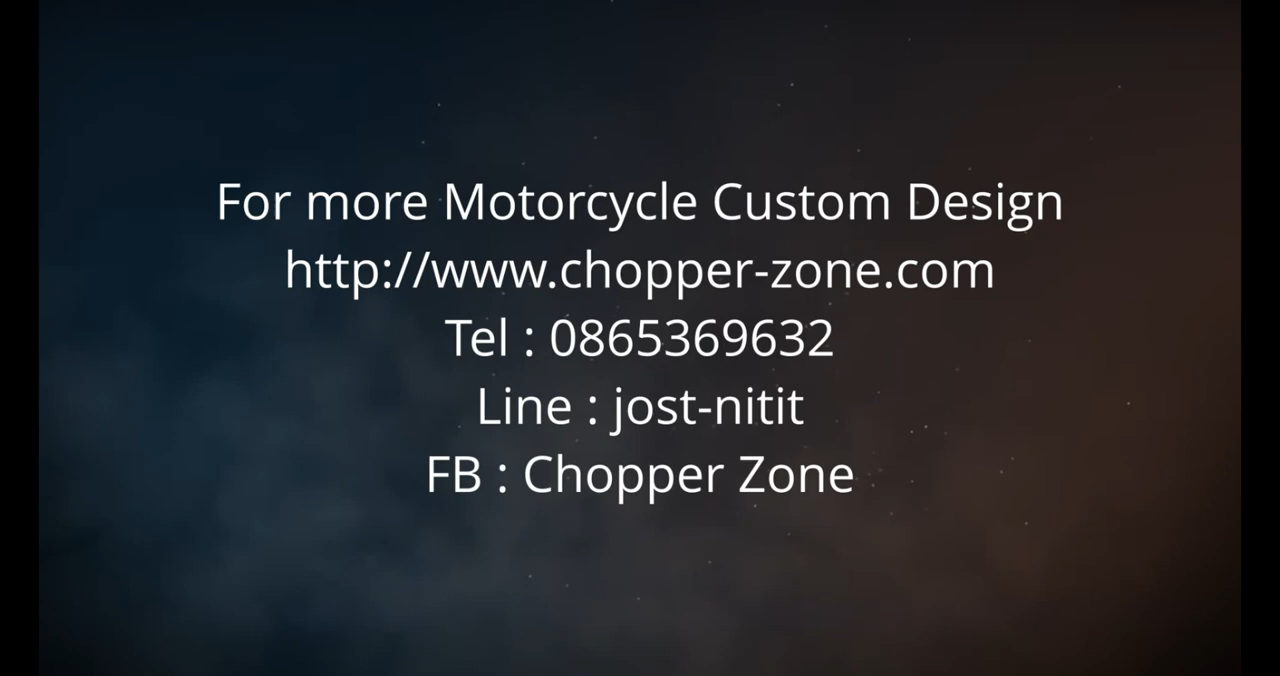 For more Motorcycle Custom Design
http://www.chopper-zone.com
Tel : 0865369632
Line : jost-nitit
FB : Chopper Zone